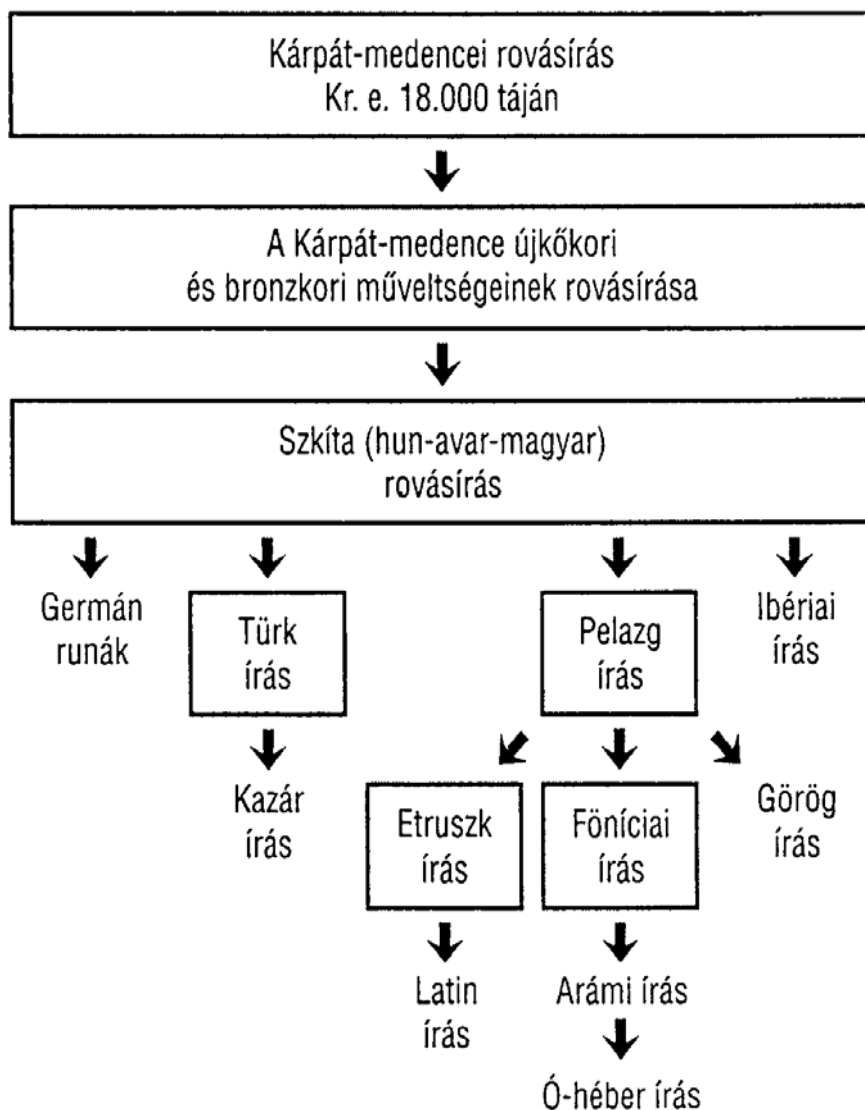 Kárpát-medencei rovásírás
Kr. e. 18.000 táján
A Kárpát-medence újkőkori
és bronzkori műveltségeinek rovásírása
Szkíta (hun-avar-magyar)
rovásírás
Germán
runák
Türk
írás
Pelazg
írás
Ibériai
írás
Kazár
írás
Etruszk
írás
Föníciai
írás
Görög
írás
Latin
írás
Arámi írás
Ó-héber írás